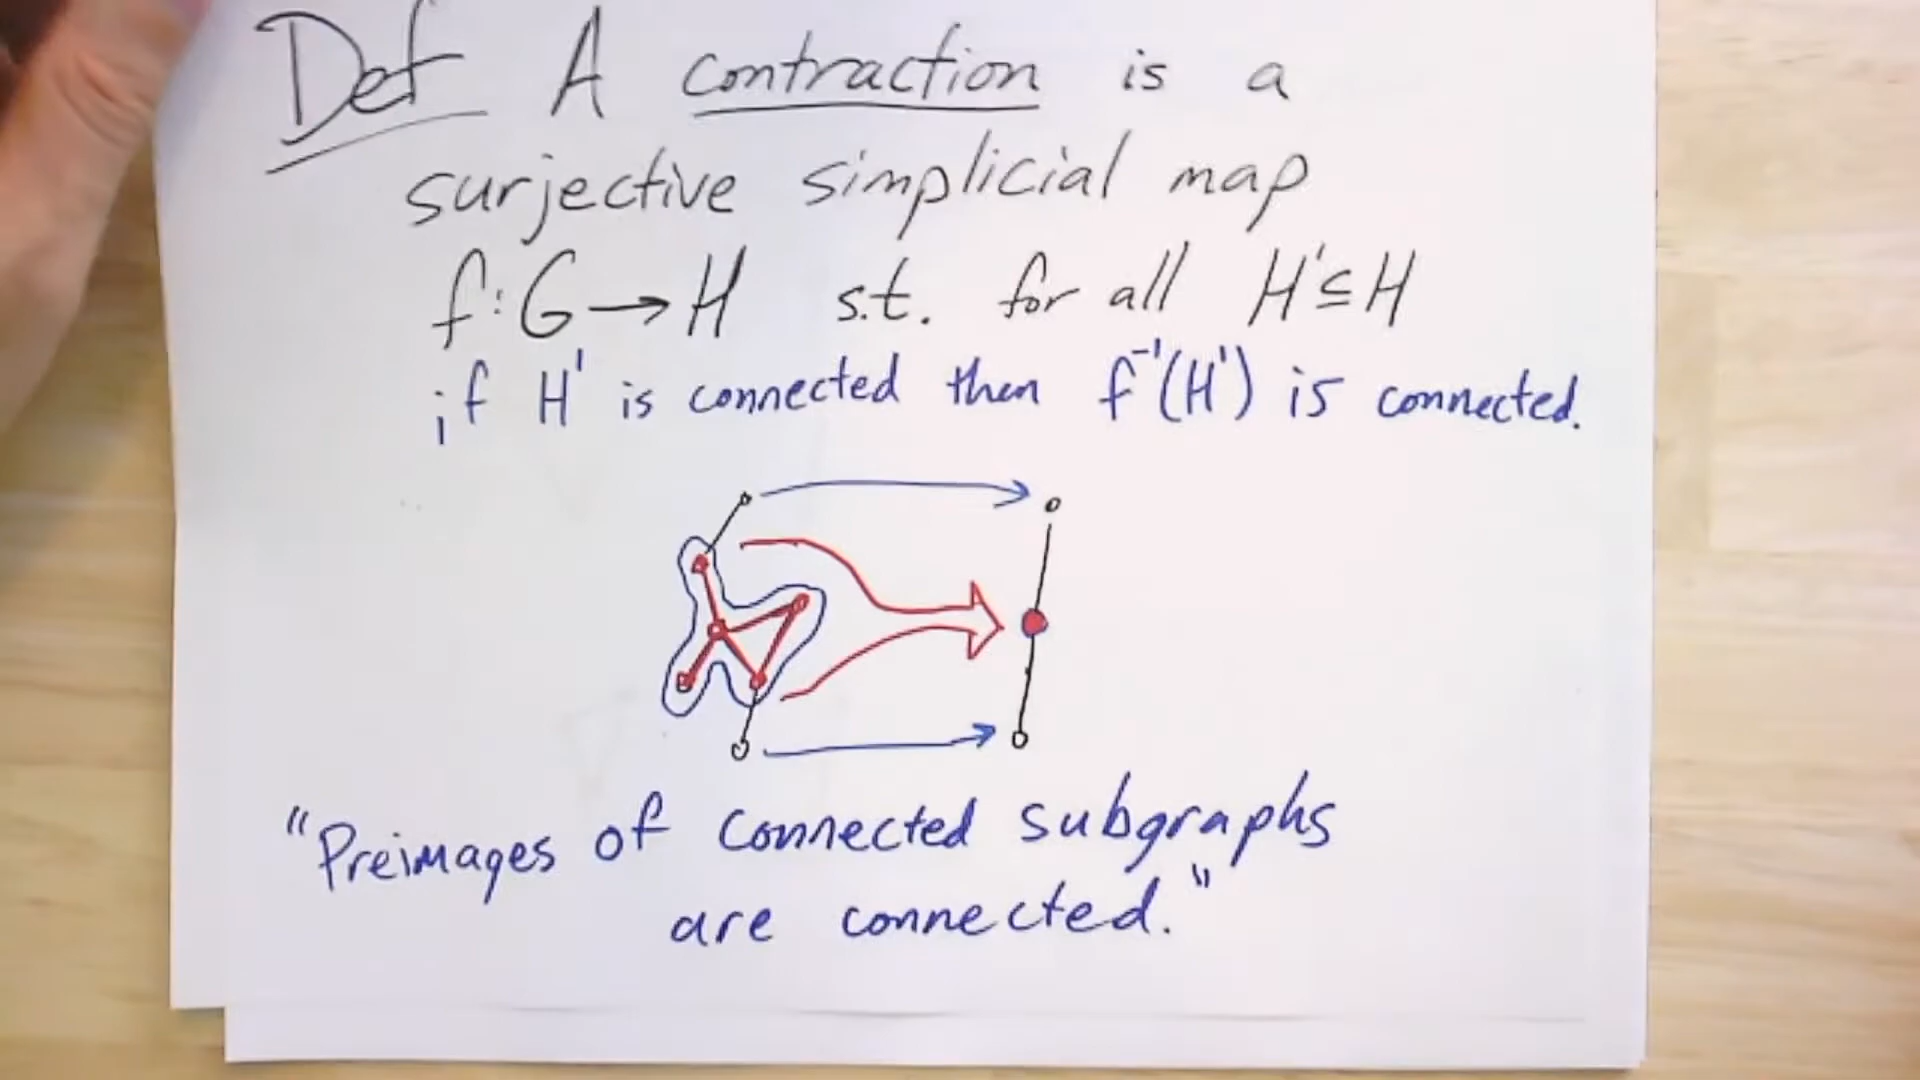 Def A contraction is a
surjective simplicial map
f: G → H s.t. for all H' ⊆ H
if H' is connected then f⁻¹(H') is connected.
"Preimages of connected subgraphs
are connected."